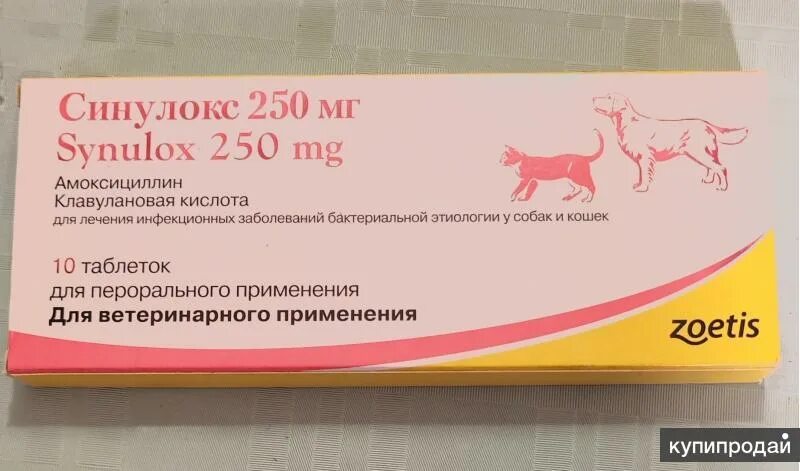 Синулокс 250 мг
Synulox 250 mg
Амоксициллин
Клавулановая кислота
для лечения инфекционных заболеваний бактериальной этиологии у собак и кошек
10 таблеток
для перорального применения
Для ветеринарного применения
zoetis
купипродай